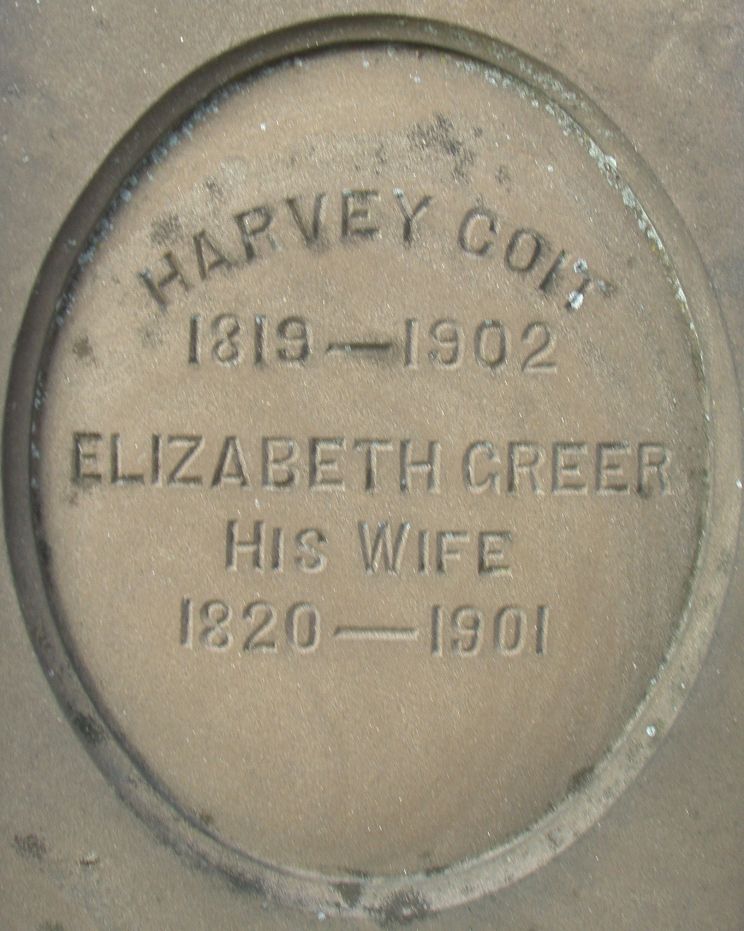 HARVEY COIT
1819—1902
ELIZABETH GREER
HIS WIFE
1820—1901